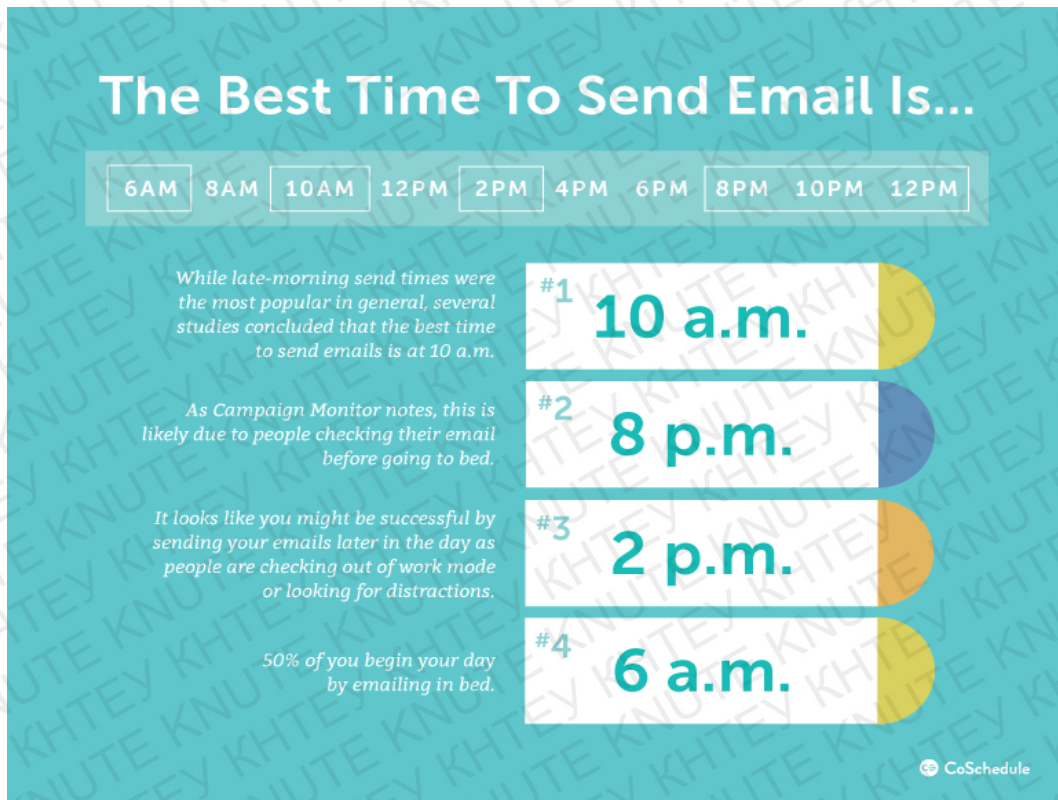 The Best Time To Send Email Is...
6AM 8AM 10AM 12PM 2PM 4PM 6PM 8PM 10PM 12PM
While late-morning send times were
the most popular in general, several
studies concluded that the best time
to send emails is at 10 a.m.
#1 10 a.m.
As Campaign Monitor notes, this is
likely due to people checking their email
before going to bed.
#2 8 p.m.
It looks like you might be successful by
sending your emails later in the day as
people are checking out of work mode
or looking for distractions.
#3 2 p.m.
50% of you begin your day
by emailing in bed.
#4 6 a.m.
CoSchedule
КНТЕУ KNUTE